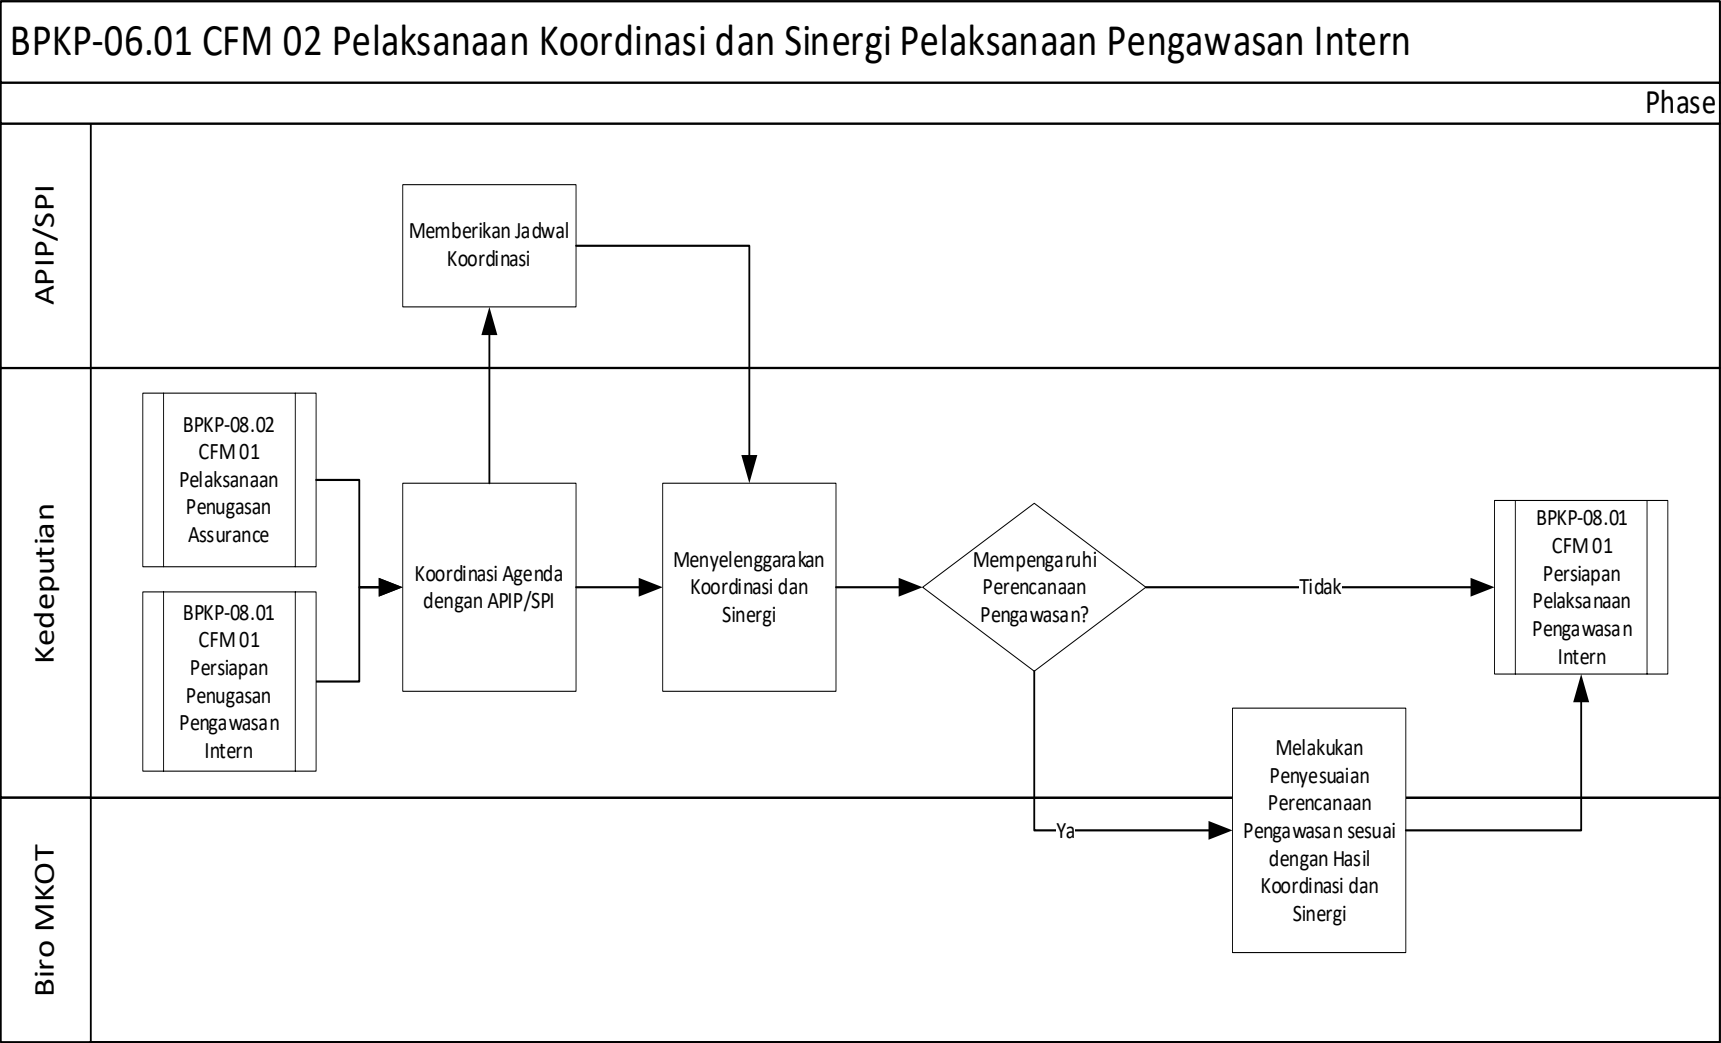 BPKP-06.01 CFM 02 Pelaksanaan Koordinasi dan Sinergi Pelaksanaan Pengawasan Intern
Phase
APIP/SPI
Memberikan Jadwal
Koordinasi
Kedeputian
BPKP-08.02
CFM 01
Pelaksanaan
Penugasan
Assurance
BPKP-08.01
CFM 01
Persiapan
Penugasan
Pengawasan
Intern
Koordinasi Agenda
dengan APIP/SPI
Menyelenggarakan
Koordinasi dan
Sinergi
Mempengaruhi
Perencanaan
Pengawasan?
Tidak
BPKP-08.01
CFM 01
Persiapan
Pelaksanaan
Pengawasan
Intern
Ya
Melakukan
Penyesuaian
Perencanaan
Pengawasan sesuai
dengan Hasil
Koordinasi dan
Sinergi
Biro MKOT